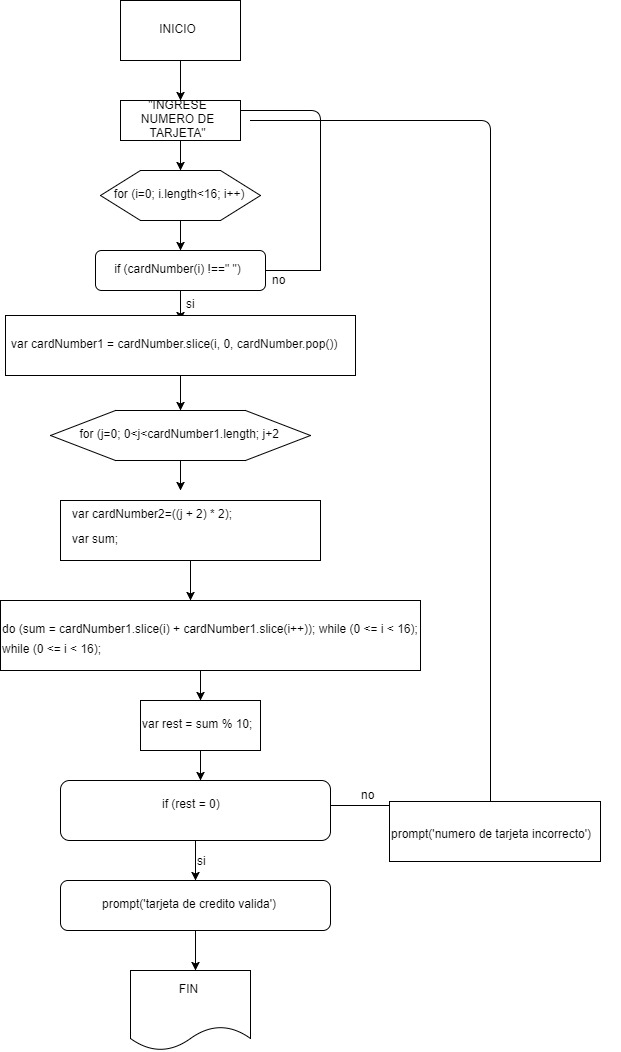 INICIO
"INGRESE
NUMERO DE
TARJETA"
for (i=0; i.length<16; i++)
if (cardNumber(i) !==" ")
no
si
var cardNumber1 = cardNumber.slice(i, 0, cardNumber.pop())
for (j=0; 0<j<cardNumber1.length; j+2
var cardNumber2=((j + 2) * 2);
var sum;
do (sum = cardNumber1.slice(i) + cardNumber1.slice(i++)); while (0 <= i < 16);
while (0 <= i < 16);
var rest = sum % 10;
if (rest = 0)
no
prompt('numero de tarjeta incorrecto')
si
prompt('tarjeta de credito valida')
FIN